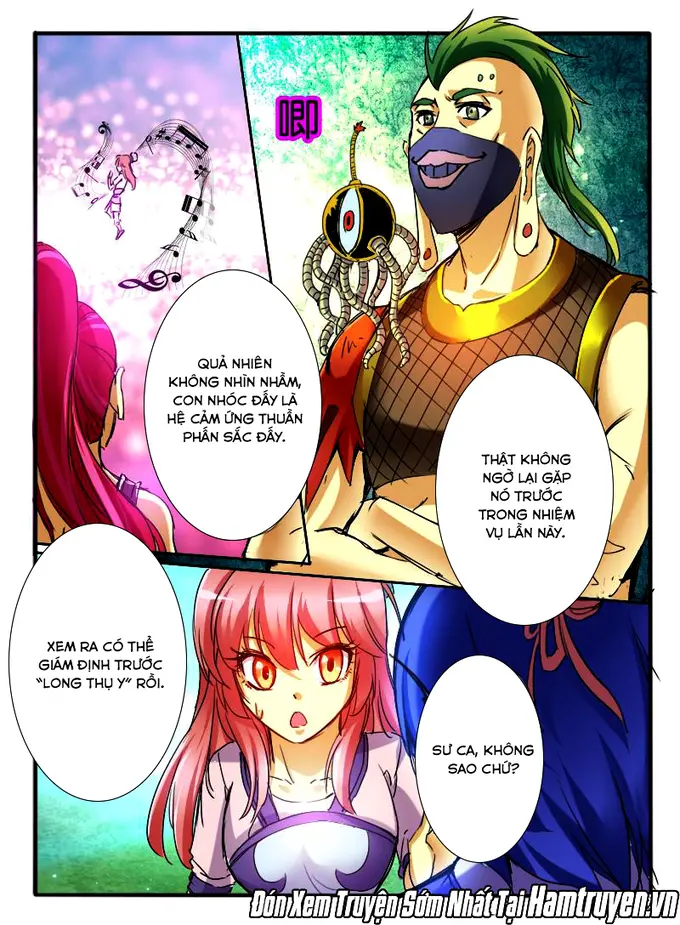 唧
QUẢ NHIÊN
KHÔNG NHÌN NHẦM,
CON NHÓC ĐẤY LÀ
HỆ CẢM ỨNG THUẦN
PHẤN SẮC ĐẤY.
THẬT KHÔNG
NGỜ LẠI GẶP
NÓ TRƯỚC
TRONG NHIỆM
VỤ LẦN NÀY.
XEM RA CÓ THỂ
GIÁM ĐỊNH TRƯỚC
“LONG THỤ Y” RỒI.
SƯ CA, KHÔNG
SAO CHỨ?
Đón Xem Truyện Sớm Nhất Tại Hamtruyen.vn